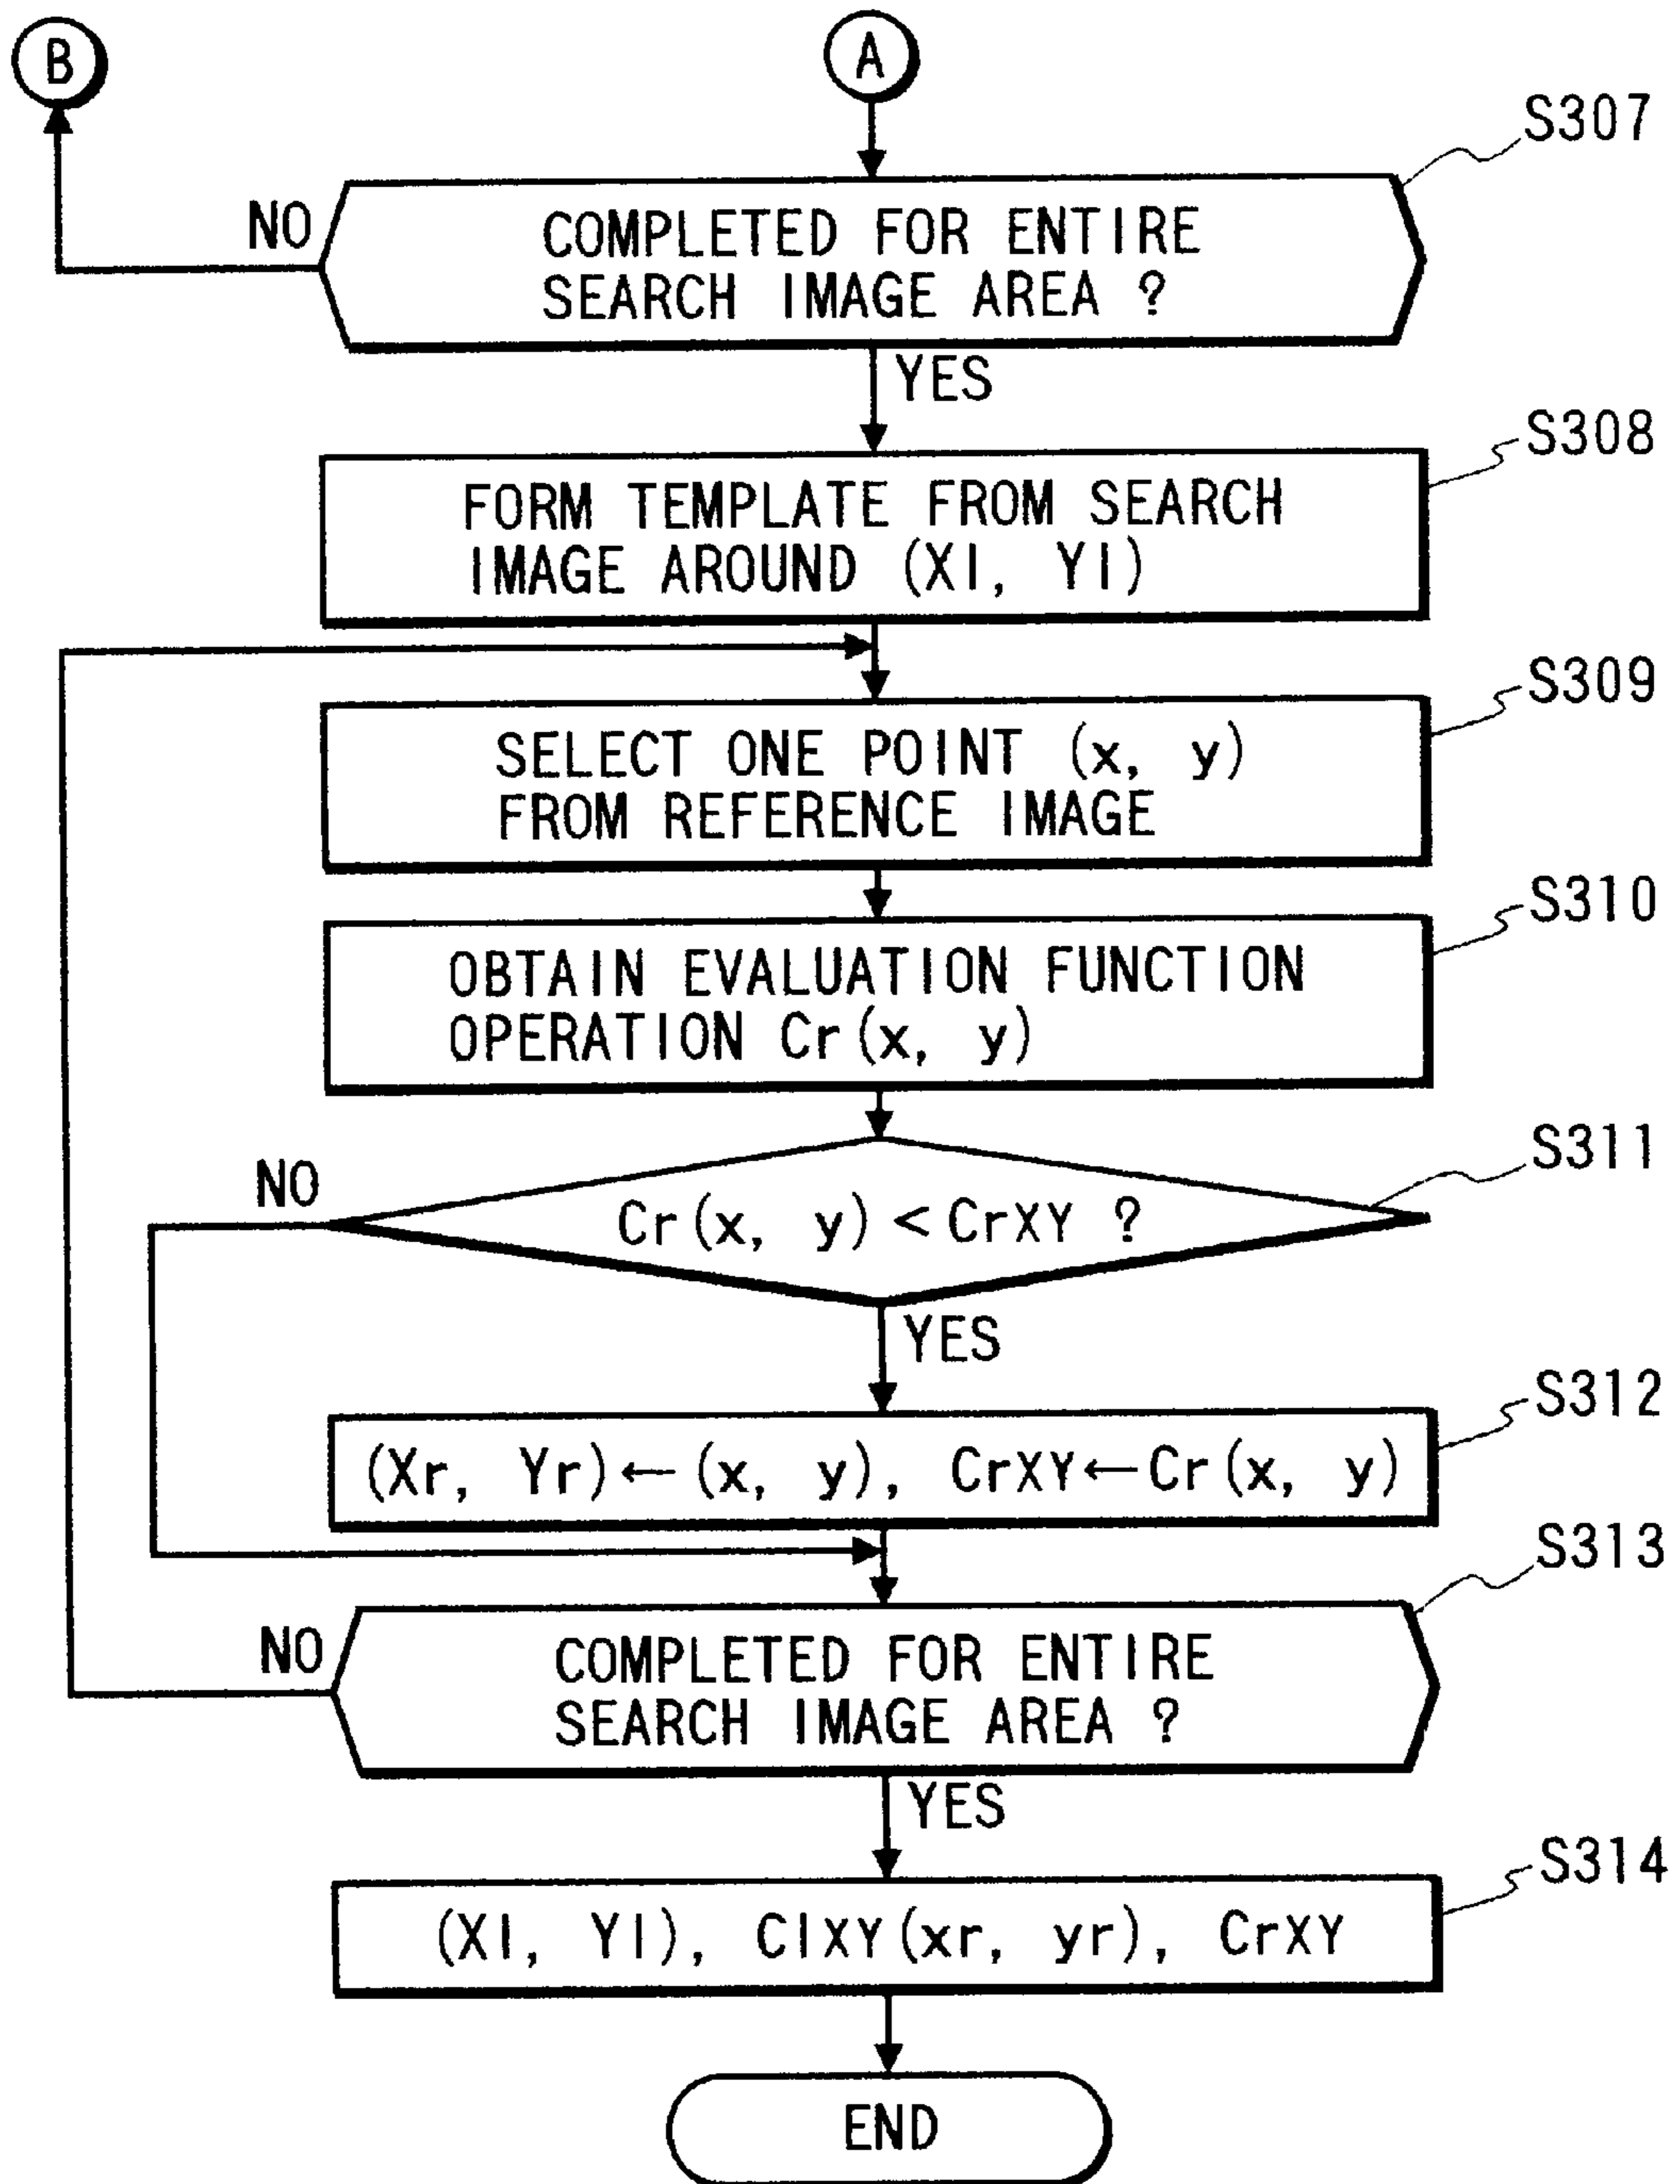 B
A
S307
NO
COMPLETED FOR ENTIRE
SEARCH IMAGE AREA ?
YES
S308
FORM TEMPLATE FROM SEARCH
IMAGE AROUND (Xl, Yl)
S309
SELECT ONE POINT (x, y)
FROM REFERENCE IMAGE
S310
OBTAIN EVALUATION FUNCTION
OPERATION Cr(x, y)
S311
NO
Cr(x, y) < CrXY ?
YES
S312
(Xr, Yr)←(x, y), CrXY←Cr(x, y)
S313
NO
COMPLETED FOR ENTIRE
SEARCH IMAGE AREA ?
YES
S314
(Xl, Yl), ClXY(xr, yr), CrXY
END